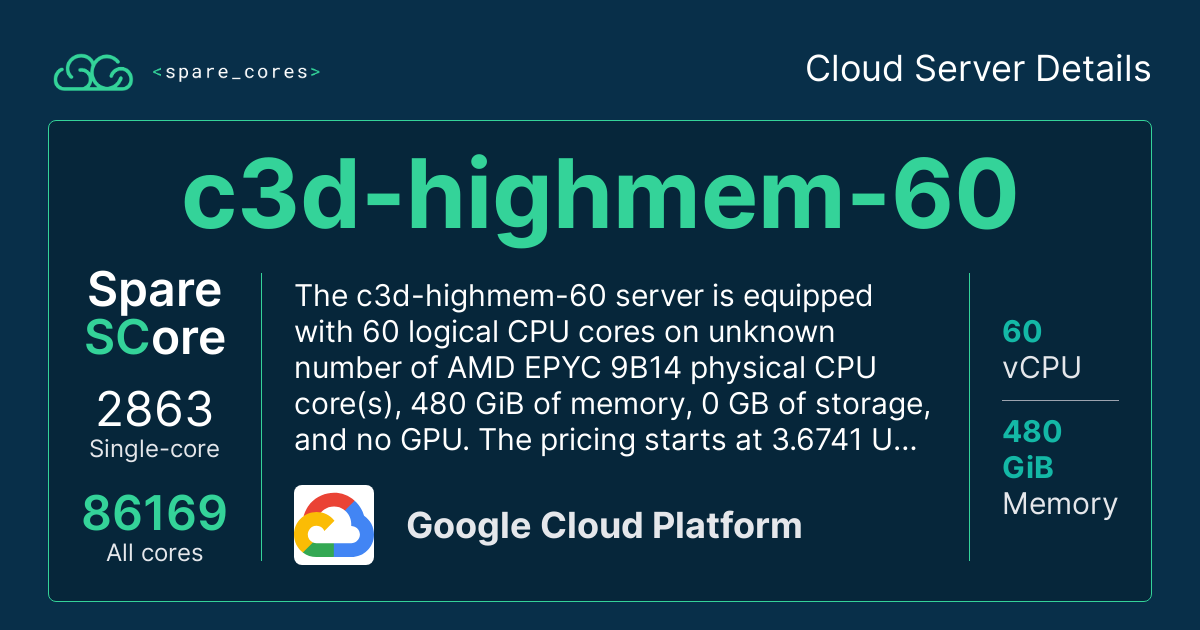 <spare_cores>
Cloud Server Details
c3d-highmem-60
Spare
SCore
2863
Single-core
86169
All cores
The c3d-highmem-60 server is equipped
with 60 logical CPU cores on unknown
number of AMD EPYC 9B14 physical CPU
core(s), 480 GiB of memory, 0 GB of storage,
and no GPU. The pricing starts at 3.6741 U...
Google Cloud Platform
60
vCPU
480
GiB
Memory